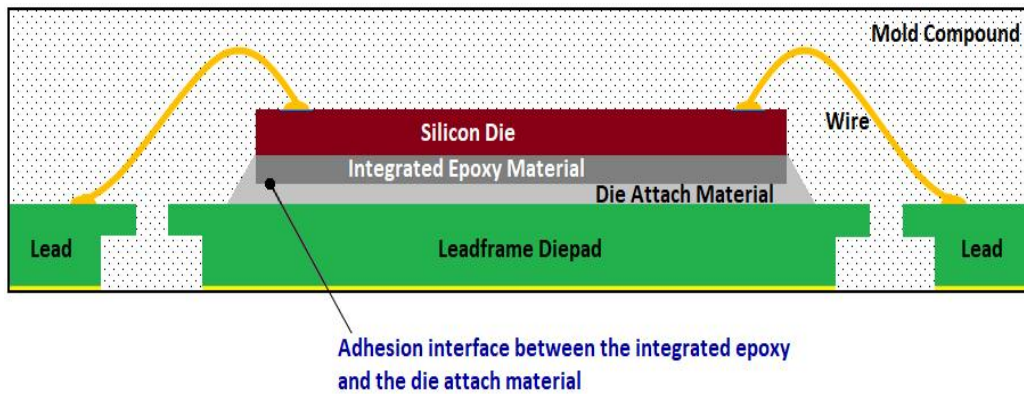 Mold Compound
Wire
Silicon Die
Integrated Epoxy Material
Die Attach Material
Lead
Leadframe Diepad
Lead
Adhesion interface between the integrated epoxy
and the die attach material